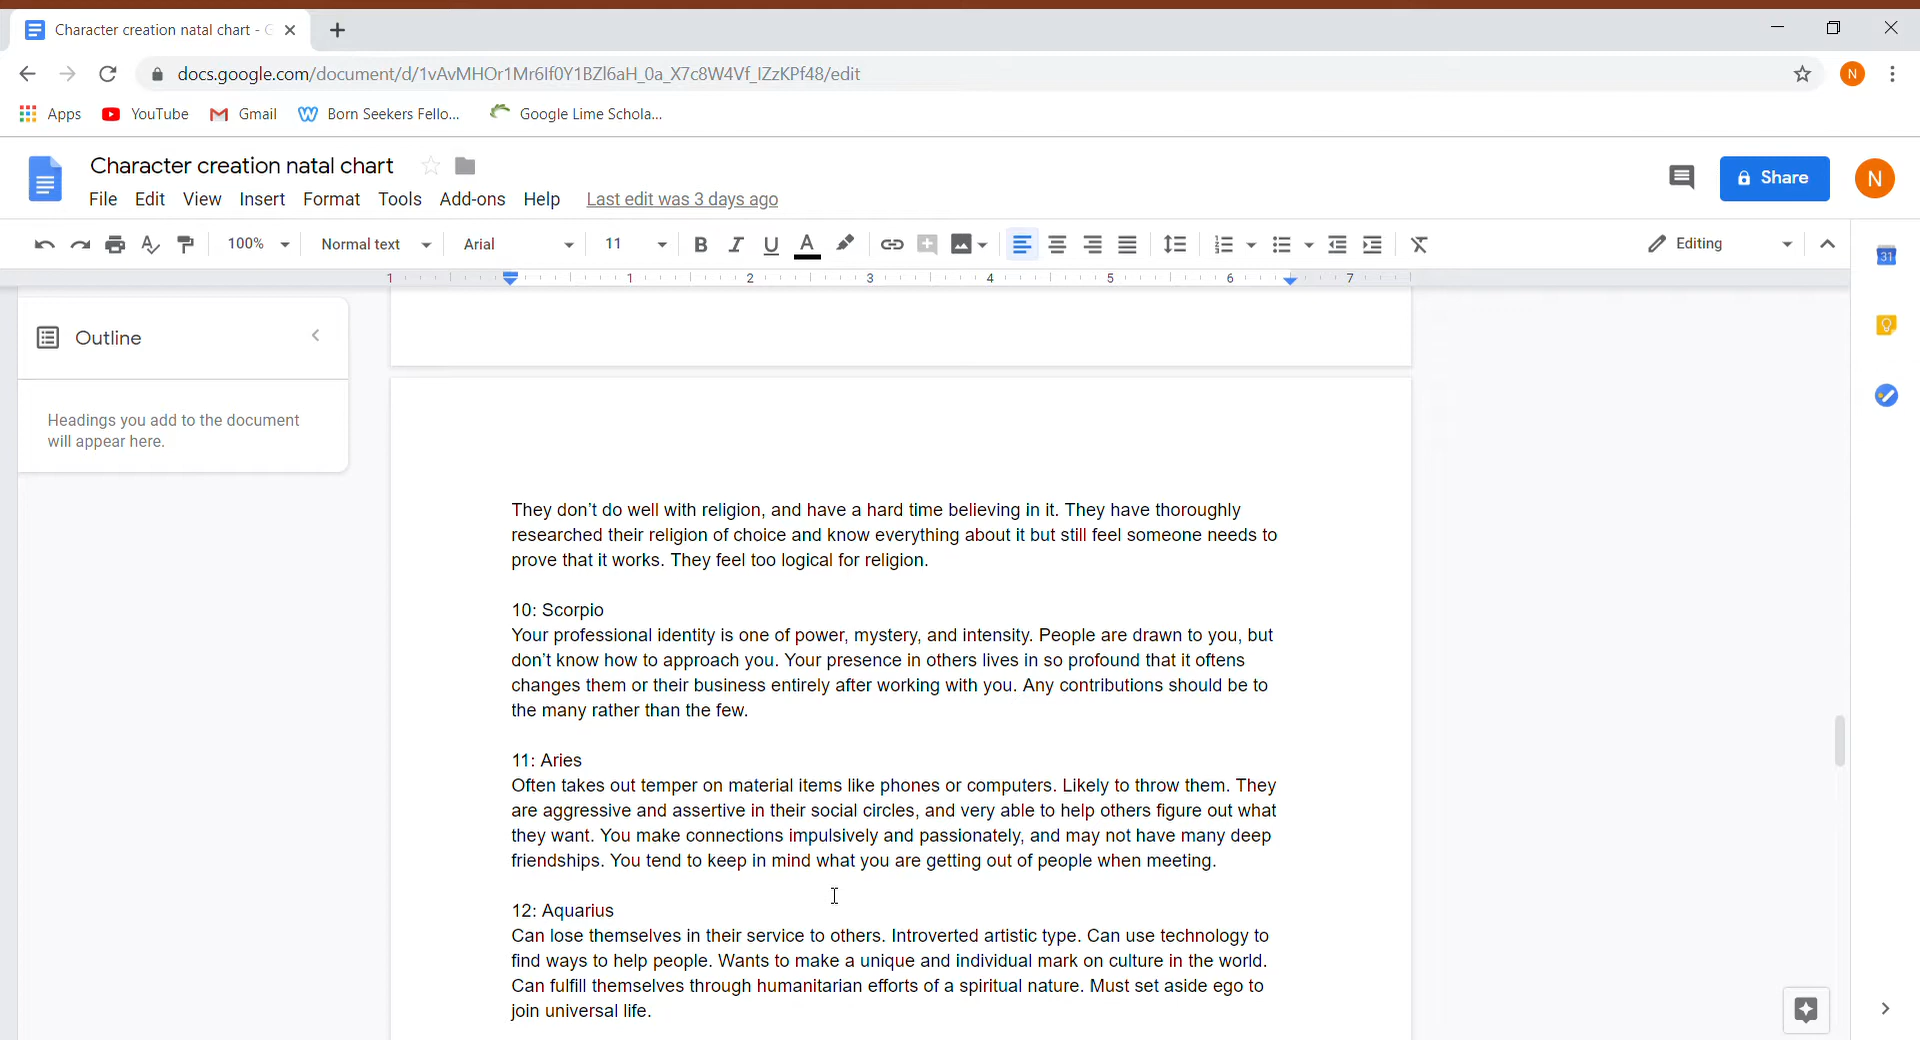 Character creation natal chart - G
docs.google.com/document/d/1vAvMHOr1Mr6lf0Y1BZl6aH_0a_X7c8W4Vf_IZzKPf48/edit
N
Apps YouTube Gmail Born Seekers Fello... Google Lime Schola...
Character creation natal chart
Share
N
File Edit View Insert Format Tools Add-ons Help Last edit was 3 days ago
100% Normal text Arial 11 B I U A Editing
1 1 2 3 4 5 6 7
31
Outline
Headings you add to the document
will appear here.
They don't do well with religion, and have a hard time believing in it. They have thoroughly
researched their religion of choice and know everything about it but still feel someone needs to
prove that it works. They feel too logical for religion.
10: Scorpio
Your professional identity is one of power, mystery, and intensity. People are drawn to you, but
don't know how to approach you. Your presence in others lives in so profound that it oftens
changes them or their business entirely after working with you. Any contributions should be to
the many rather than the few.
11: Aries
Often takes out temper on material items like phones or computers. Likely to throw them. They
are aggressive and assertive in their social circles, and very able to help others figure out what
they want. You make connections impulsively and passionately, and may not have many deep
friendships. You tend to keep in mind what you are getting out of people when meeting.
12: Aquarius
Can lose themselves in their service to others. Introverted artistic type. Can use technology to
find ways to help people. Wants to make a unique and individual mark on culture in the world.
Can fulfill themselves through humanitarian efforts of a spiritual nature. Must set aside ego to
join universal life.